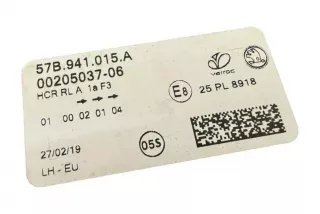 57B.941.015.A
00205037-06
HCR RL A 1a F3
01 00 02 01 04
27/02/19
LH - EU
05S
varroc
E8
25 PL 8918